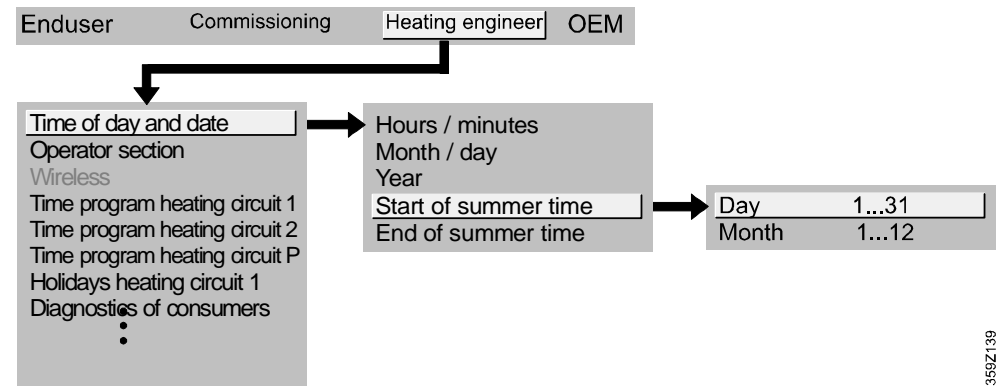 Enduser Commissioning Heating engineer OEM
Time of day and date
Operator section
Wireless
Time program heating circuit 1
Time program heating circuit 2
Time program heating circuit P
Holidays heating circuit 1
Diagnostics of consumers
Hours / minutes
Month / day
Year
Start of summer time
End of summer time
Day 1...31
Month 1...12
359Z139